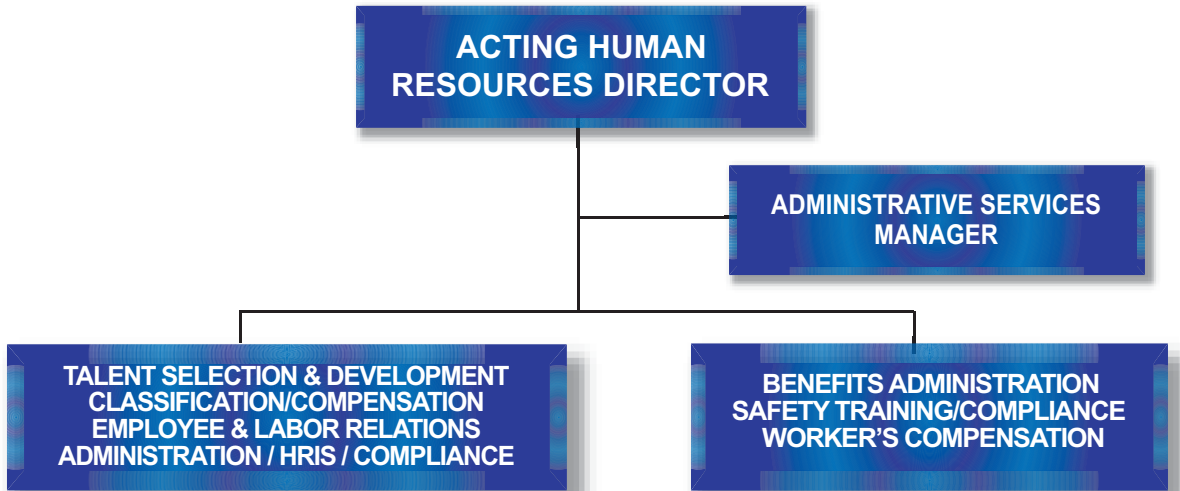 ACTING HUMAN
RESOURCES DIRECTOR
ADMINISTRATIVE SERVICES
MANAGER
TALENT SELECTION & DEVELOPMENT
CLASSIFICATION/COMPENSATION
EMPLOYEE & LABOR RELATIONS
ADMINISTRATION / HRIS / COMPLIANCE
BENEFITS ADMINISTRATION
SAFETY TRAINING/COMPLIANCE
WORKER’S COMPENSATION